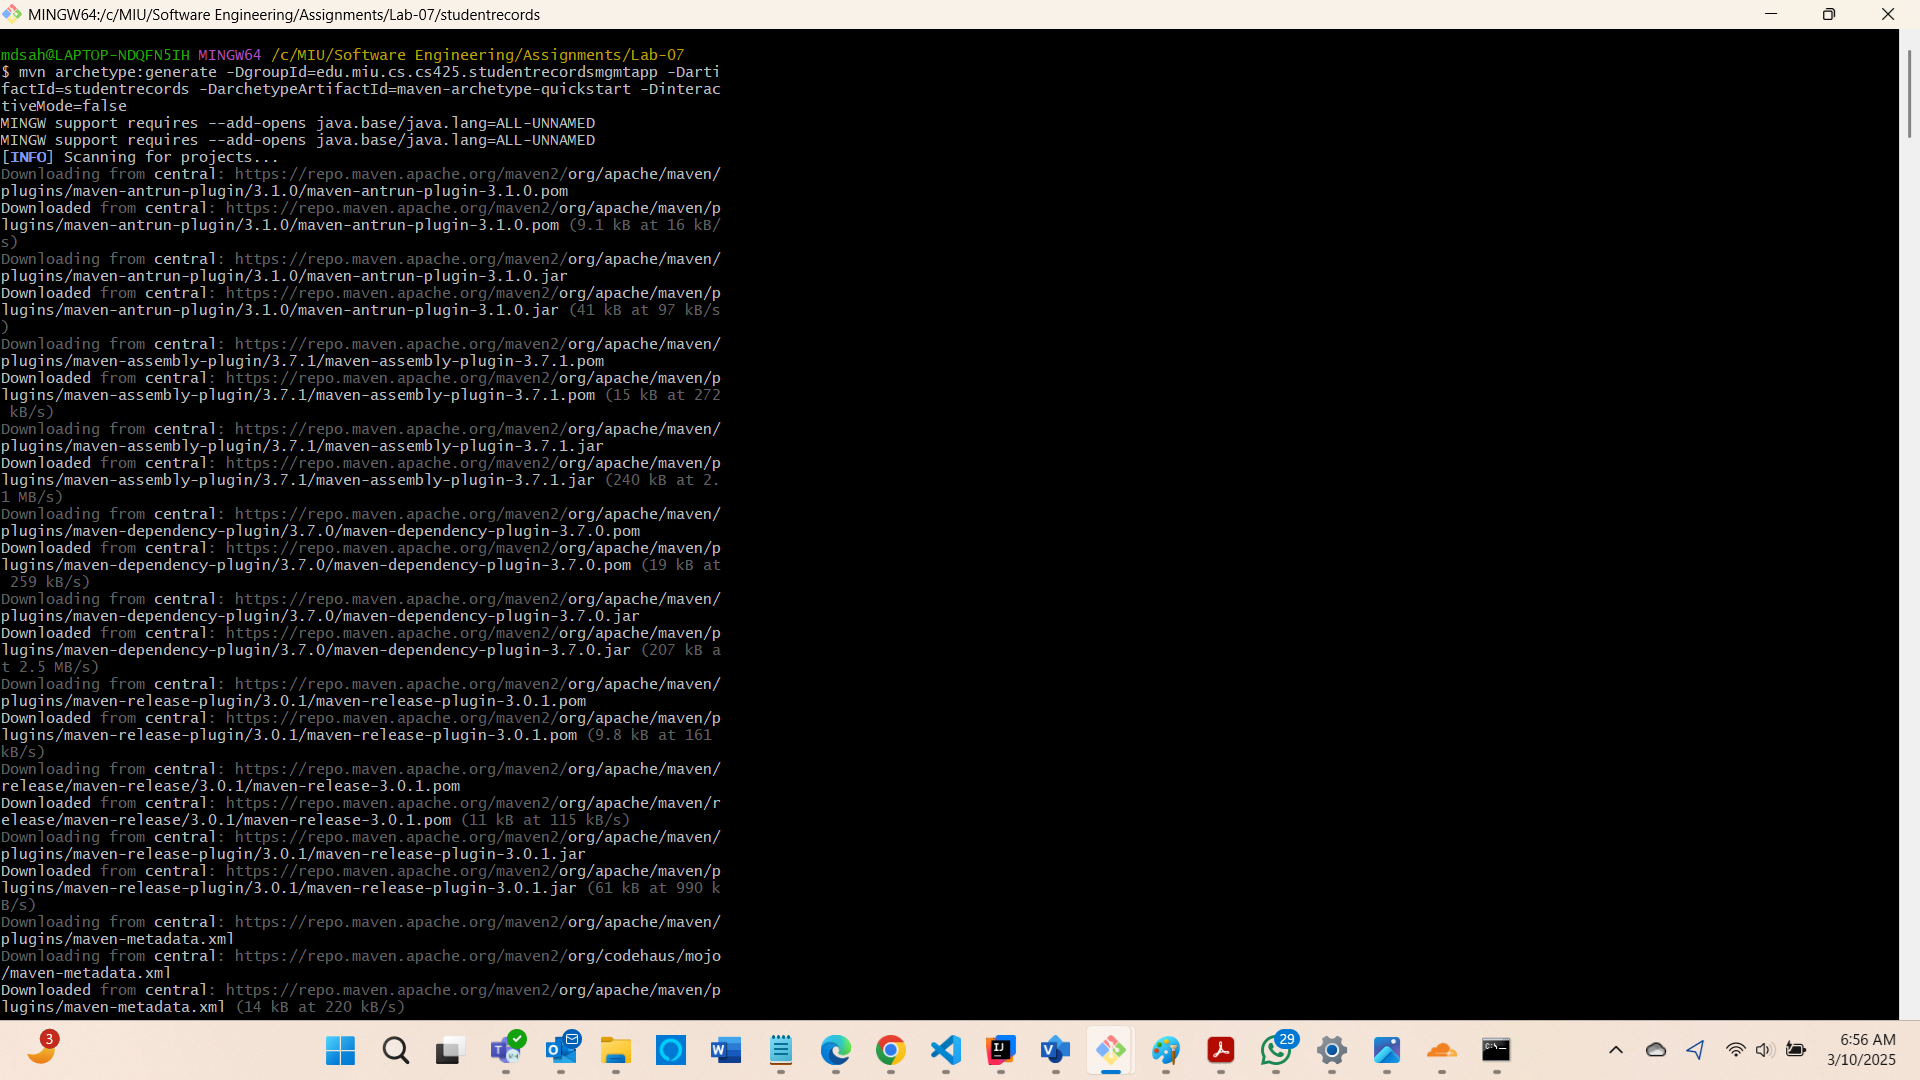 MINGW64:/c/MIU/Software Engineering/Assignments/Lab-07/studentrecords
mdsah@LAPTOP-NDQFN5IH MINGW64 /c/MIU/Software Engineering/Assignments/Lab-07
$ mvn archetype:generate -DgroupId=edu.miu.cs.cs425.studentrecordsmgmtapp -Darti
factId=studentrecords -DarchetypeArtifactId=maven-archetype-quickstart -Dinterac
tiveMode=false
MINGW support requires --add-opens java.base/java.lang=ALL-UNNAMED
MINGW support requires --add-opens java.base/java.lang=ALL-UNNAMED
[INFO] Scanning for projects...
Downloading from central: https://repo.maven.apache.org/maven2/org/apache/maven/
plugins/maven-antrun-plugin/3.1.0/maven-antrun-plugin-3.1.0.pom
Downloaded from central: https://repo.maven.apache.org/maven2/org/apache/maven/p
lugins/maven-antrun-plugin/3.1.0/maven-antrun-plugin-3.1.0.pom (9.1 kB at 16 kB/
s)
Downloading from central: https://repo.maven.apache.org/maven2/org/apache/maven/
plugins/maven-antrun-plugin/3.1.0/maven-antrun-plugin-3.1.0.jar
Downloaded from central: https://repo.maven.apache.org/maven2/org/apache/maven/p
lugins/maven-antrun-plugin/3.1.0/maven-antrun-plugin-3.1.0.jar (41 kB at 97 kB/s
)
Downloading from central: https://repo.maven.apache.org/maven2/org/apache/maven/
plugins/maven-assembly-plugin/3.7.1/maven-assembly-plugin-3.7.1.pom
Downloaded from central: https://repo.maven.apache.org/maven2/org/apache/maven/p
lugins/maven-assembly-plugin/3.7.1/maven-assembly-plugin-3.7.1.pom (15 kB at 272
 kB/s)
Downloading from central: https://repo.maven.apache.org/maven2/org/apache/maven/
plugins/maven-assembly-plugin/3.7.1/maven-assembly-plugin-3.7.1.jar
Downloaded from central: https://repo.maven.apache.org/maven2/org/apache/maven/p
lugins/maven-assembly-plugin/3.7.1/maven-assembly-plugin-3.7.1.jar (240 kB at 2.
1 MB/s)
Downloading from central: https://repo.maven.apache.org/maven2/org/apache/maven/
plugins/maven-dependency-plugin/3.7.0/maven-dependency-plugin-3.7.0.pom
Downloaded from central: https://repo.maven.apache.org/maven2/org/apache/maven/p
lugins/maven-dependency-plugin/3.7.0/maven-dependency-plugin-3.7.0.pom (19 kB at
 259 kB/s)
Downloading from central: https://repo.maven.apache.org/maven2/org/apache/maven/
plugins/maven-dependency-plugin/3.7.0/maven-dependency-plugin-3.7.0.jar
Downloaded from central: https://repo.maven.apache.org/maven2/org/apache/maven/p
lugins/maven-dependency-plugin/3.7.0/maven-dependency-plugin-3.7.0.jar (207 kB a
t 2.5 MB/s)
Downloading from central: https://repo.maven.apache.org/maven2/org/apache/maven/
plugins/maven-release-plugin/3.0.1/maven-release-plugin-3.0.1.pom
Downloaded from central: https://repo.maven.apache.org/maven2/org/apache/maven/p
lugins/maven-release-plugin/3.0.1/maven-release-plugin-3.0.1.pom (9.8 kB at 161
kB/s)
Downloading from central: https://repo.maven.apache.org/maven2/org/apache/maven/
release/maven-release/3.0.1/maven-release-3.0.1.pom
Downloaded from central: https://repo.maven.apache.org/maven2/org/apache/maven/r
elease/maven-release/3.0.1/maven-release-3.0.1.pom (11 kB at 115 kB/s)
Downloading from central: https://repo.maven.apache.org/maven2/org/apache/maven/
plugins/maven-release-plugin/3.0.1/maven-release-plugin-3.0.1.jar
Downloaded from central: https://repo.maven.apache.org/maven2/org/apache/maven/p
lugins/maven-release-plugin/3.0.1/maven-release-plugin-3.0.1.jar (61 kB at 990 k
B/s)
Downloading from central: https://repo.maven.apache.org/maven2/org/apache/maven/
plugins/maven-metadata.xml
Downloading from central: https://repo.maven.apache.org/maven2/org/codehaus/mojo
/maven-metadata.xml
Downloaded from central: https://repo.maven.apache.org/maven2/org/apache/maven/p
lugins/maven-metadata.xml (14 kB at 220 kB/s)
3
29
6:56 AM
3/10/2025